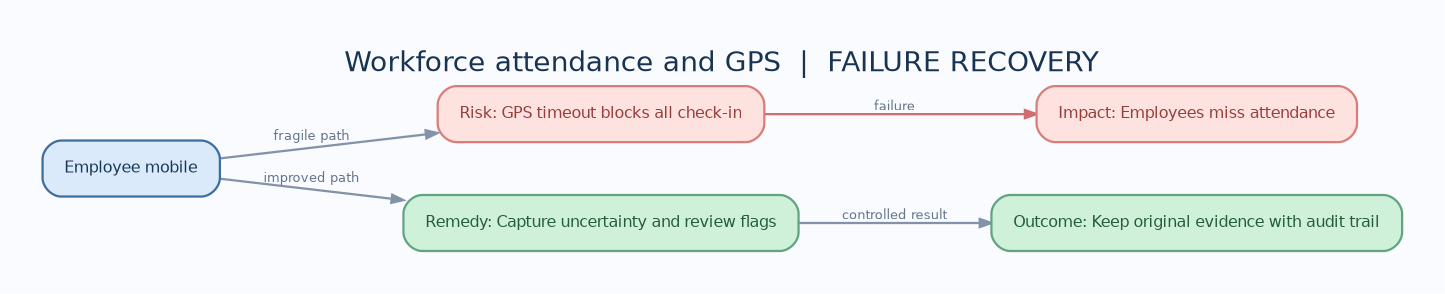 Workforce attendance and GPS | FAILURE RECOVERY
Risk: GPS timeout blocks all check-in
failure
Impact: Employees miss attendance
fragile path
Employee mobile
improved path
Remedy: Capture uncertainty and review flags
controlled result
Outcome: Keep original evidence with audit trail